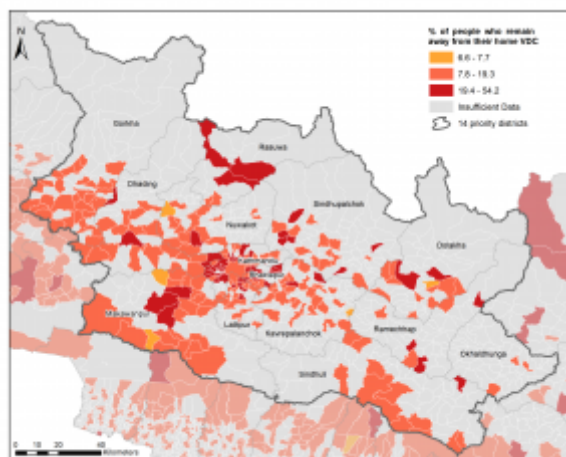 N
% of people who remain
away from their home VDC
6.6 - 7.7
7.8 - 19.3
19.4 - 54.2
Insufficient Data
14 priority districts
Gorkha
Rasuwa
Dhading
Sindhupalchok
Nuwakot
Dolakha
Kathmandu
Bhaktapur
Makawanpur
Lalitpur
Kavrepalanchok
Ramechhap
Okhaldhunga
Sindhuli
0 10 20 40
Kilometers